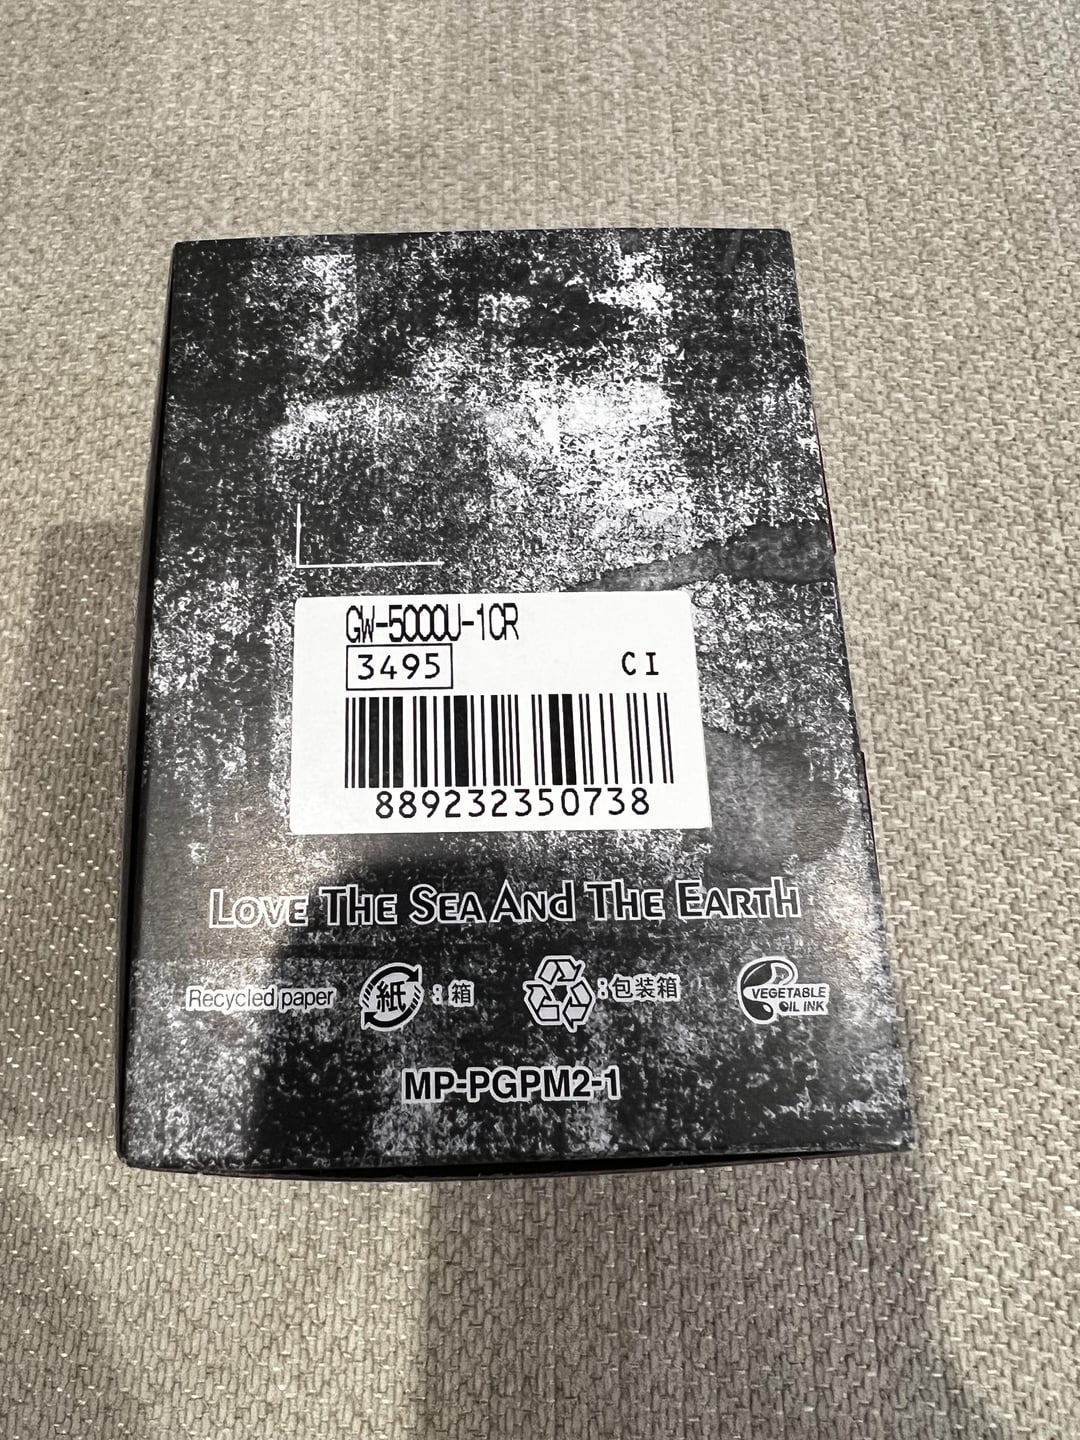 GW-5000U-1CR
3495
CI
889232350738
LOVE THE SEA AND THE EARTH
Recycled paper
紙
:箱
:包装箱
VEGETABLE
OIL INK
MP-PGPM2-1